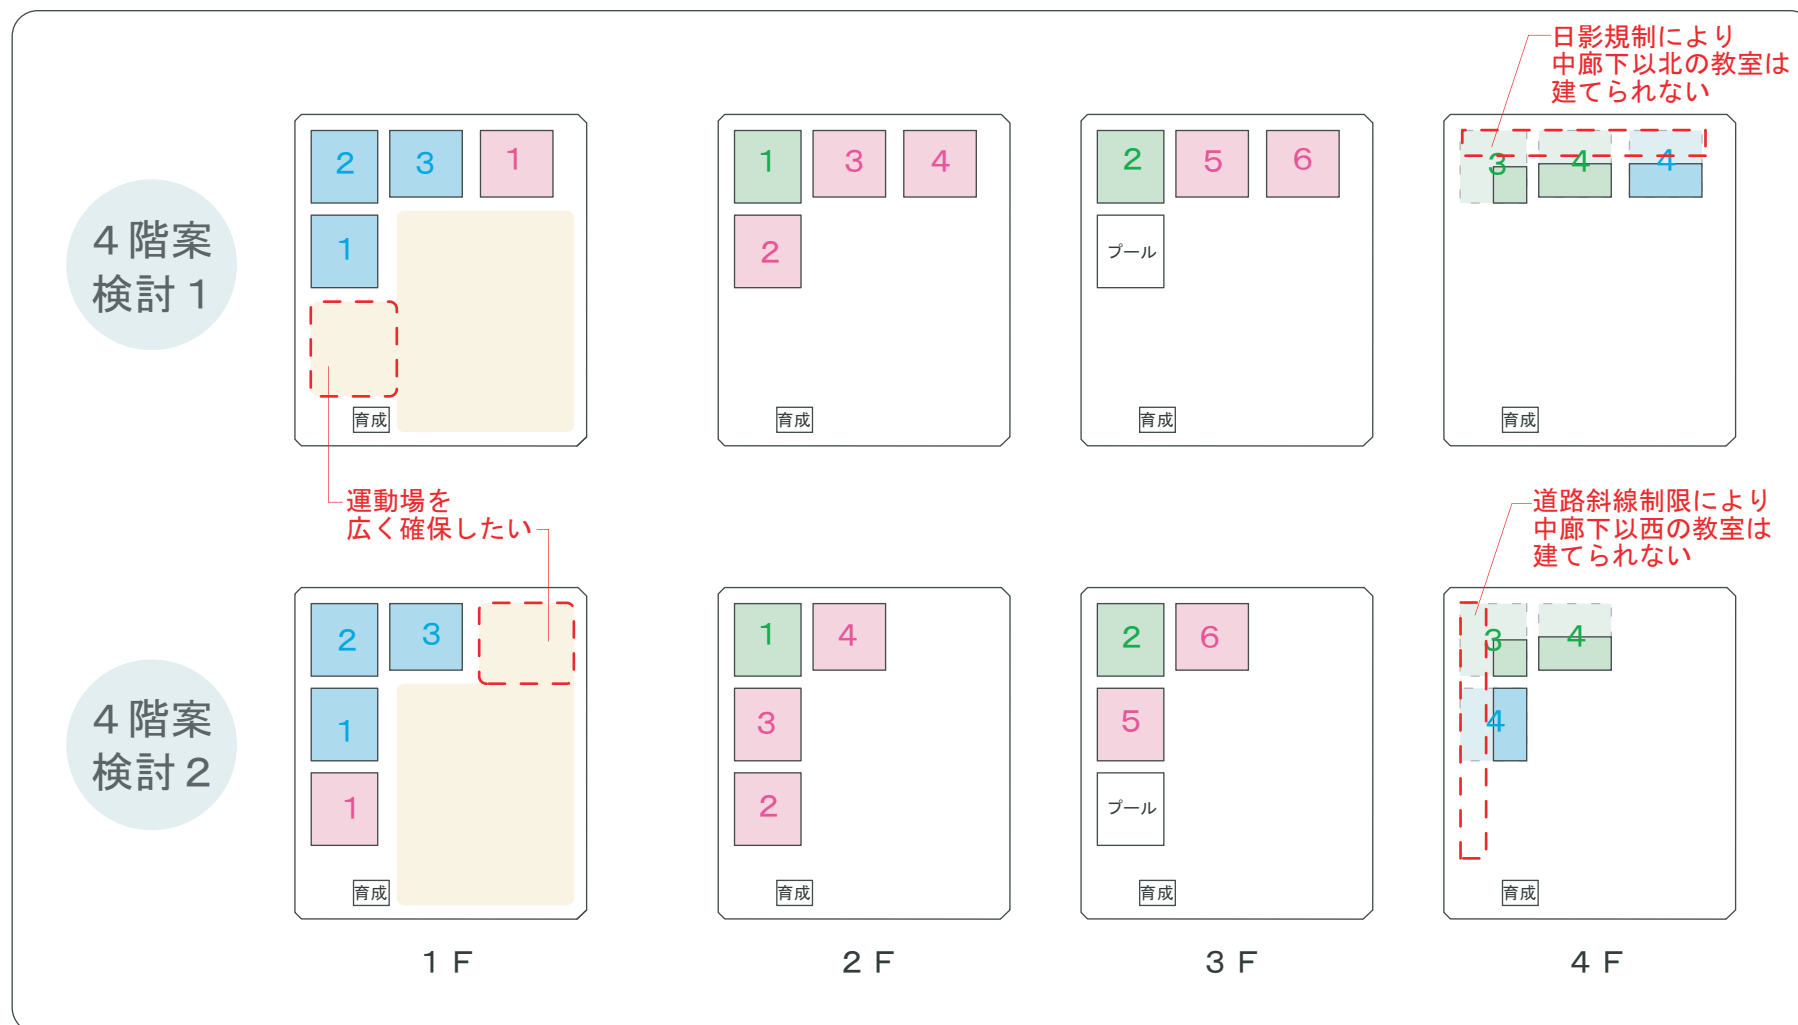 日影規制により
中廊下以北の教室は
建てられない
4階案
検討1
2 3 1
1
育成
1 3 4
2
育成
2 5 6
プール
育成
3 4 4
育成
運動場を
広く確保したい
道路斜線制限により
中廊下以西の教室は
建てられない
4階案
検討2
2 3
1
1
育成
1 4
3
2
育成
2 6
5
プール
育成
3 4
4
育成
1F 2F 3F 4F